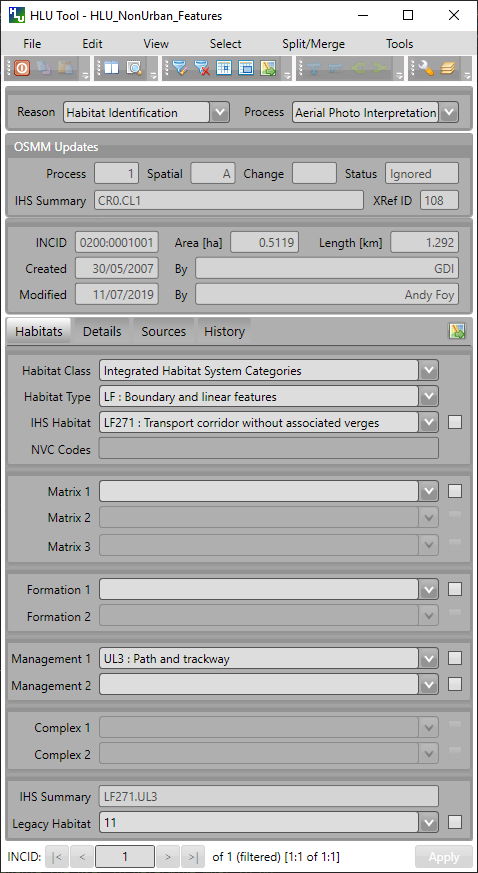 HLU Tool - HLU_NonUrban_Features
File Edit View Select Split/Merge Tools
Reason Habitat Identification Process Aerial Photo Interpretation
OSMM Updates
Process 1 Spatial A Change Status Ignored
IHS Summary CR0.CL1 XRef ID 108
INCID 0200:0001001 Area [ha] 0.5119 Length [km] 1.292
Created 30/05/2007 By GDI
Modified 11/07/2019 By Andy Foy
Habitats Details Sources History
Habitat Class Integrated Habitat System Categories
Habitat Type LF : Boundary and linear features
IHS Habitat LF271 : Transport corridor without associated verges
NVC Codes
Matrix 1
Matrix 2
Matrix 3
Formation 1
Formation 2
Management 1 UL3 : Path and trackway
Management 2
Complex 1
Complex 2
IHS Summary LF271.UL3
Legacy Habitat 11
INCID: |< < 1 > >| of 1 (filtered) [1:1 of 1:1] Apply